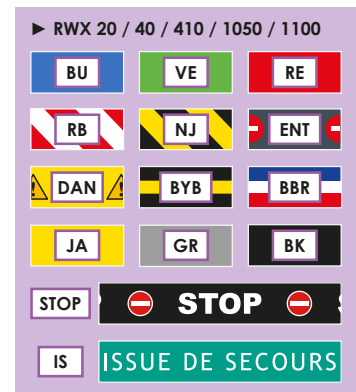 ► RWX 20 / 40 / 410 / 1050 / 1100
BU VE RE
RB NJ ENT
DAN BYB BBR
JA GR BK
STOP STOP
IS ISSUE DE SECOURS